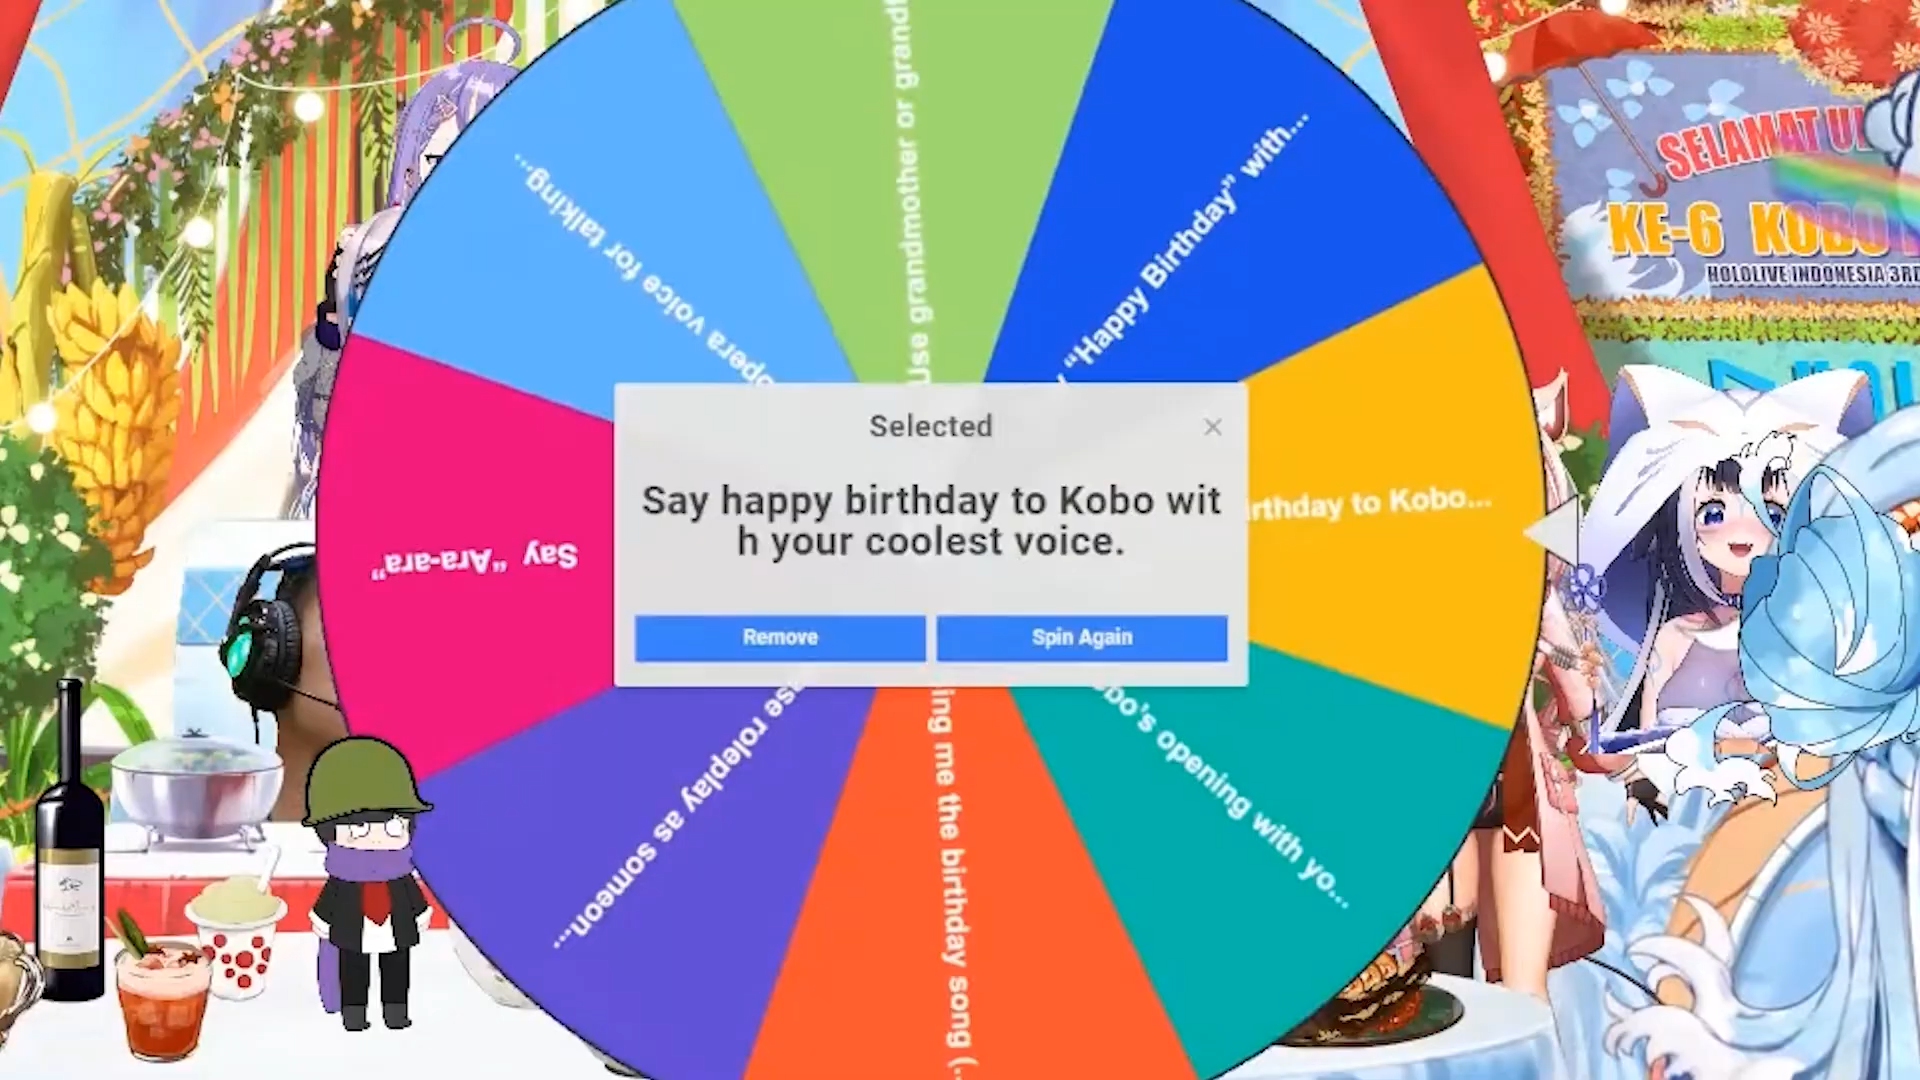 Use grandmother or grandf
"Happy Birthday" with...
opera voice for talking...
SELAMAT UL
KE-6 KOBO
HOLOLIVE INDONESIA 3RD
Selected
Say happy birthday to Kobo wit
h your coolest voice.
Remove
Spin Again
irthday to Kobo...
Say “Ara-ara”
se roleplay as someon...
ing me the birthday song (...
bo's opening with yo...